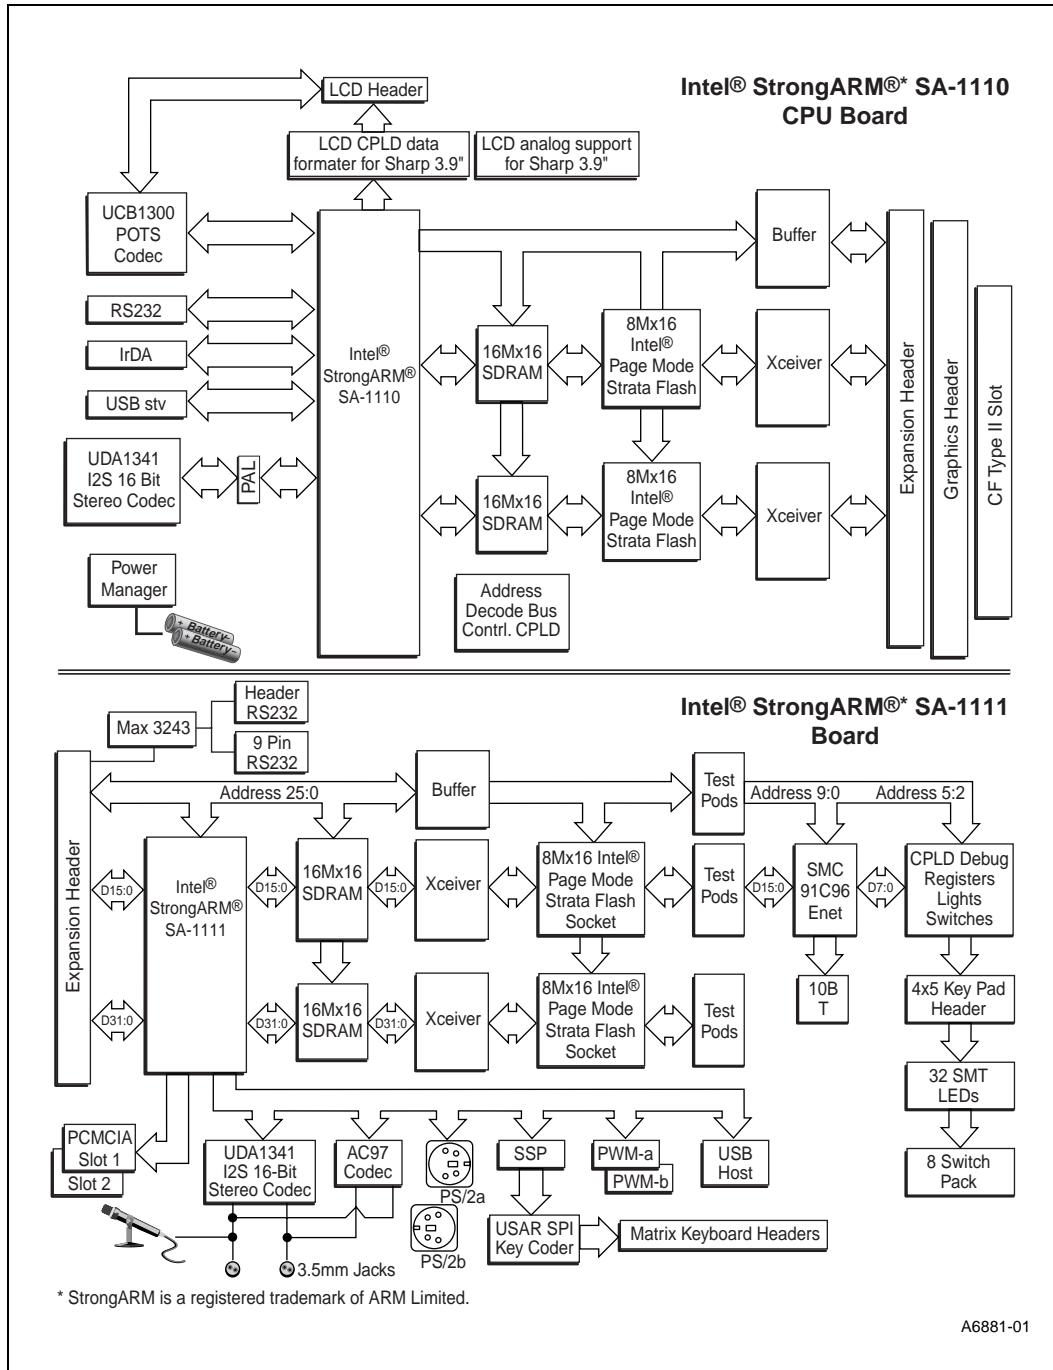 Intel® StrongARM®* SA-1110
CPU Board
LCD Header
LCD CPLD data
formater for Sharp 3.9"
LCD analog support
for Sharp 3.9"
UCB1300
POTS
Codec
RS232
IrDA
USB stv
UDA1341
I2S 16 Bit
Stereo Codec
PAL
Power
Manager
+ Battery-
+ Battery-
Intel®
StrongARM®
SA-1110
16Mx16
SDRAM
16Mx16
SDRAM
8Mx16
Intel®
Page Mode
Strata Flash
8Mx16
Intel®
Page Mode
Strata Flash
Address
Decode Bus
Contrl. CPLD
Buffer
Xceiver
Xceiver
Expansion Header
Graphics Header
CF Type II Slot
Intel® StrongARM®* SA-1111
Board
Max 3243
Header
RS232
9 Pin
RS232
Expansion Header
Address 25:0
Buffer
Test
Pods
Address 9:0
Address 5:2
D15:0
Intel®
StrongARM®
SA-1111
D15:0
16Mx16
SDRAM
D15:0
Xceiver
8Mx16 Intel®
Page Mode
Strata Flash
Socket
Test
Pods
D15:0
SMC
91C96
Enet
D7:0
CPLD Debug
Registers
Lights
Switches
D31:0
D31:0
16Mx16
SDRAM
D31:0
Xceiver
8Mx16 Intel®
Page Mode
Strata Flash
Socket
Test
Pods
10B
T
4x5 Key Pad
Header
32 SMT
LEDs
8 Switch
Pack
PCMCIA
Slot 1
Slot 2
UDA1341
I2S 16-Bit
Stereo Codec
AC97
Codec
PS/2a
PS/2b
SSP
PWM-a
PWM-b
USB
Host
USAR SPI
Key Coder
Matrix Keyboard Headers
3.5mm Jacks
* StrongARM is a registered trademark of ARM Limited.
A6881-01